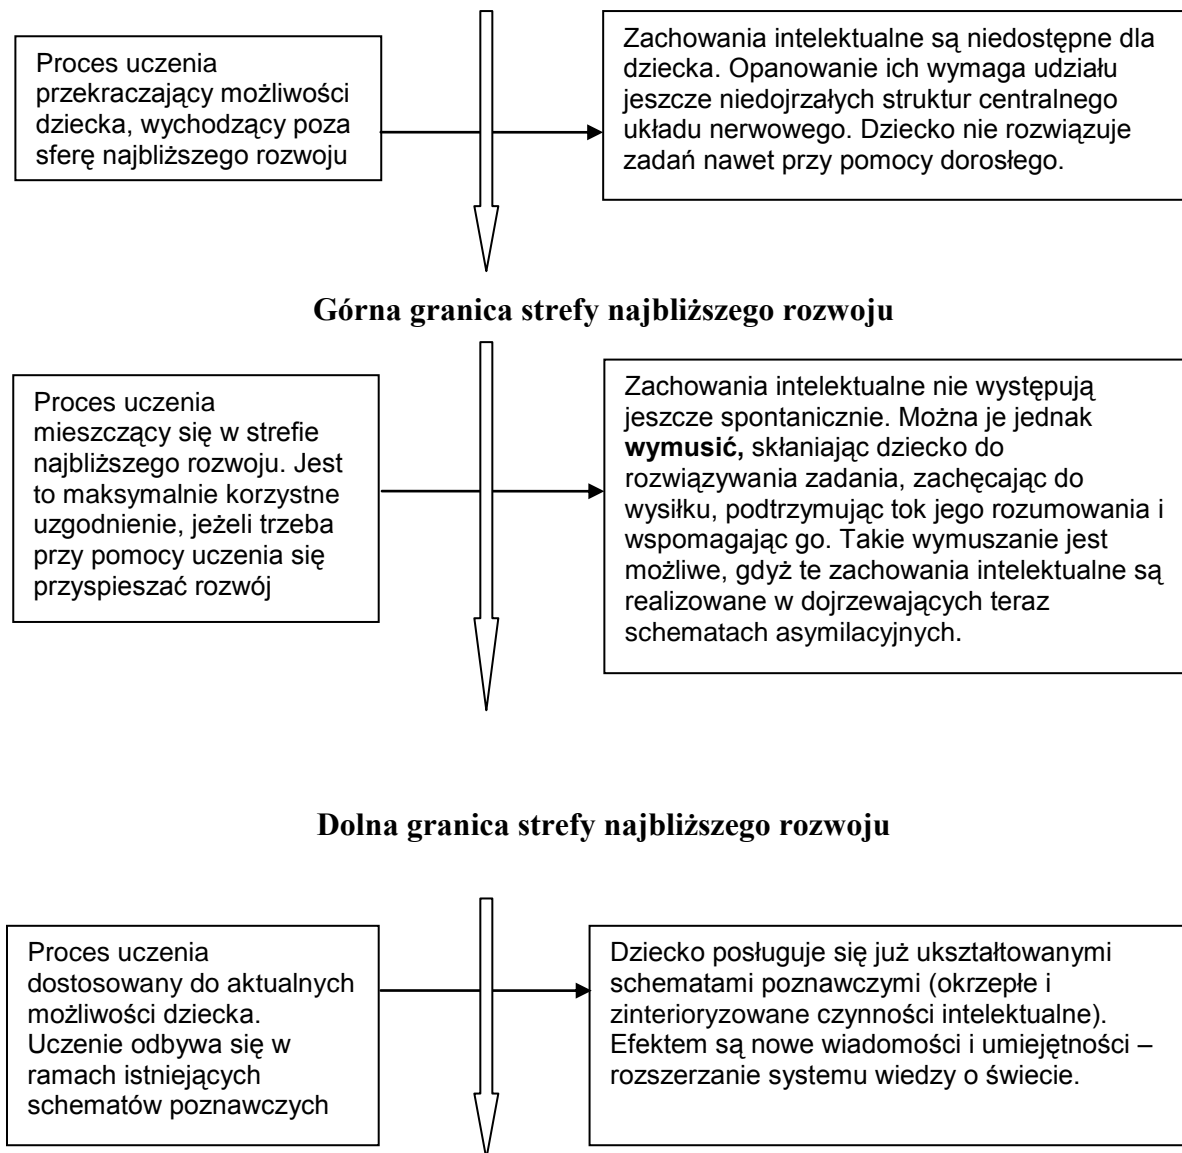 Proces uczenia
przekraczający możliwości
dziecka, wychodzący poza
sferę najbliższego rozwoju
Zachowania intelektualne są niedostępne dla
dziecka. Opanowanie ich wymaga udziału
jeszcze niedojrzałych struktur centralnego
układu nerwowego. Dziecko nie rozwiązuje
zadań nawet przy pomocy dorosłego.
Górna granica strefy najbliższego rozwoju
Proces uczenia
mieszczący się w strefie
najbliższego rozwoju. Jest
to maksymalnie korzystne
uzgodnienie, jeżeli trzeba
przy pomocy uczenia się
przyspieszać rozwój
Zachowania intelektualne nie występują
jeszcze spontanicznie. Można je jednak
wymusić, skłaniając dziecko do
rozwiązywania zadania, zachęcając do
wysiłku, podtrzymując tok jego rozumowania i
wspomagając go. Takie wymuszanie jest
możliwe, gdyż te zachowania intelektualne są
realizowane w dojrzewających teraz
schematach asymilacyjnych.
Dolna granica strefy najbliższego rozwoju
Proces uczenia
dostosowany do aktualnych
możliwości dziecka.
Uczenie odbywa się w
ramach istniejących
schematów poznawczych
Dziecko posługuje się już ukształtowanymi
schematami poznawczymi (okrzepłe i
zinterioryzowane czynności intelektualne).
Efektem są nowe wiadomości i umiejętności –
rozszerzanie systemu wiedzy o świecie.